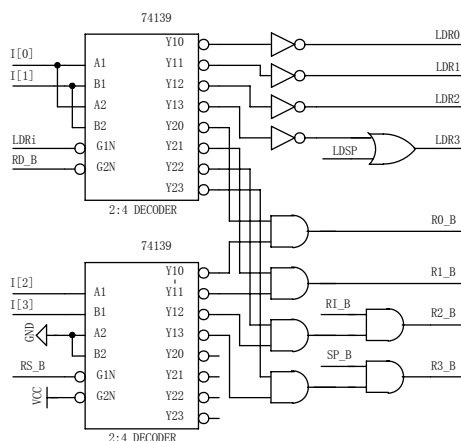 74139
I[0]
I[1]
A1
B1
A2
B2
LDRi
G1N
RD_B
G2N
Y10
Y11
Y12
Y13
Y20
Y21
Y22
Y23
2:4 DECODER
LDR0
LDR1
LDR2
LDSP
LDR3
R0_B
R1_B
RI_B
R2_B
SP_B
R3_B
74139
I[2]
I[3]
GND
A1
B1
A2
B2
RS_B
G1N
VCC
G2N
Y10
Y11
Y12
Y13
Y20
Y21
Y22
Y23
2:4 DECODER